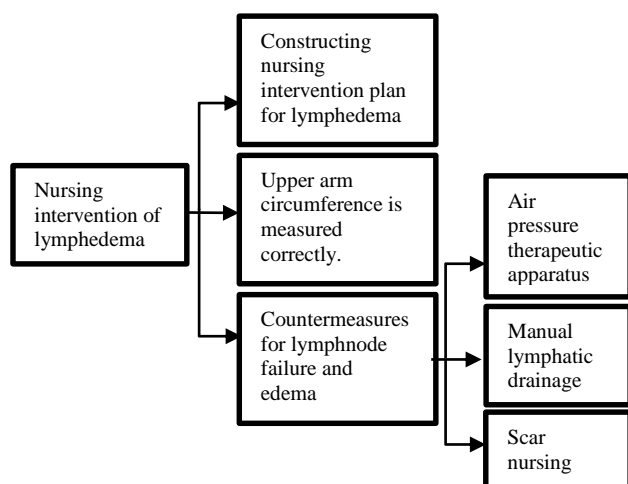 Constructing
nursing
intervention plan
for lymphedema
Nursing
intervention of
lymphedema
Upper arm
circumference is
measured
correctly.
Countermeasures
for lymphnode
failure and
edema
Air
pressure
therapeutic
apparatus
Manual
lymphatic
drainage
Scar
nursing